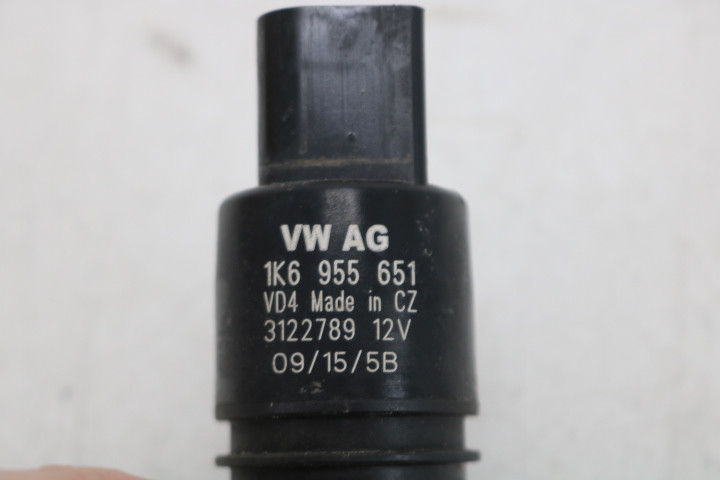 VW AG
1K6 955 651
VD4 Made in CZ
3122789 12V
09/15/5B